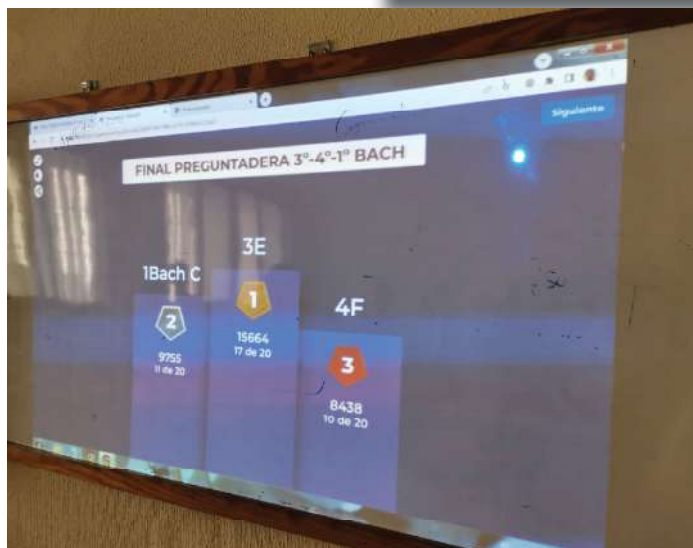 Siguiente
FINAL PREGUNTADERA 3º-4º-1º BACH
3E
1
15664
17 de 20
1Bach C
2
9755
11 de 20
4F
3
8438
10 de 20